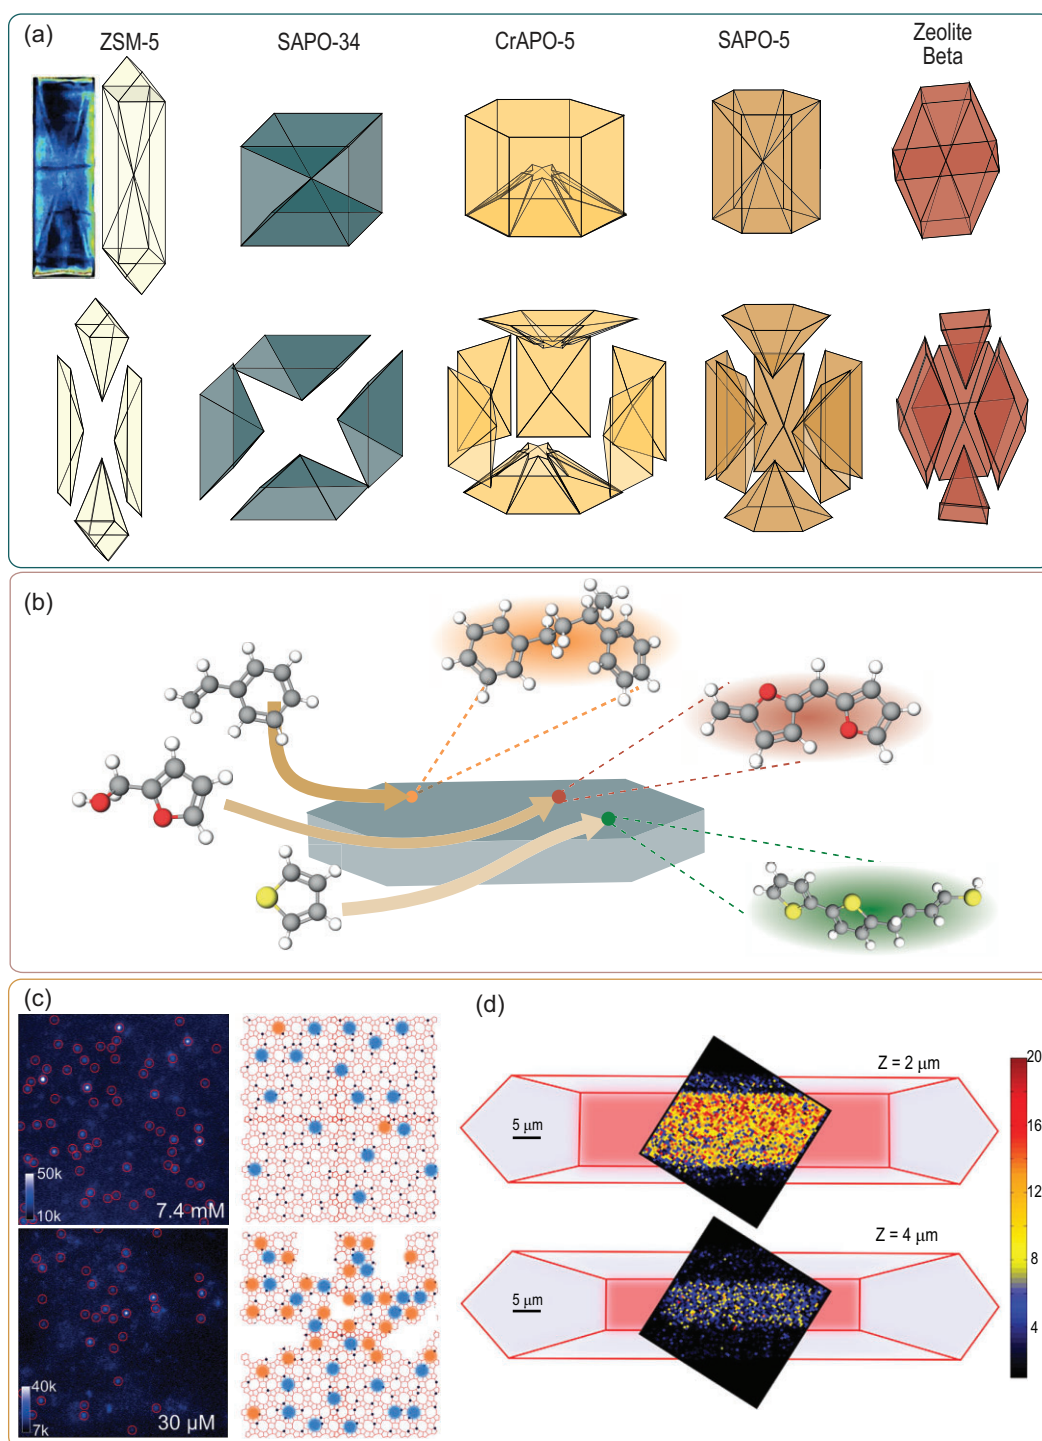 (a)
ZSM-5
SAPO-34
CrAPO-5
SAPO-5
Zeolite
Beta
(b)
(c)
50k
10k
7.4 mM
40k
7k
30 µM
(d)
Z = 2 µm
5 µm
Z = 4 µm
5 µm
20
16
12
8
4